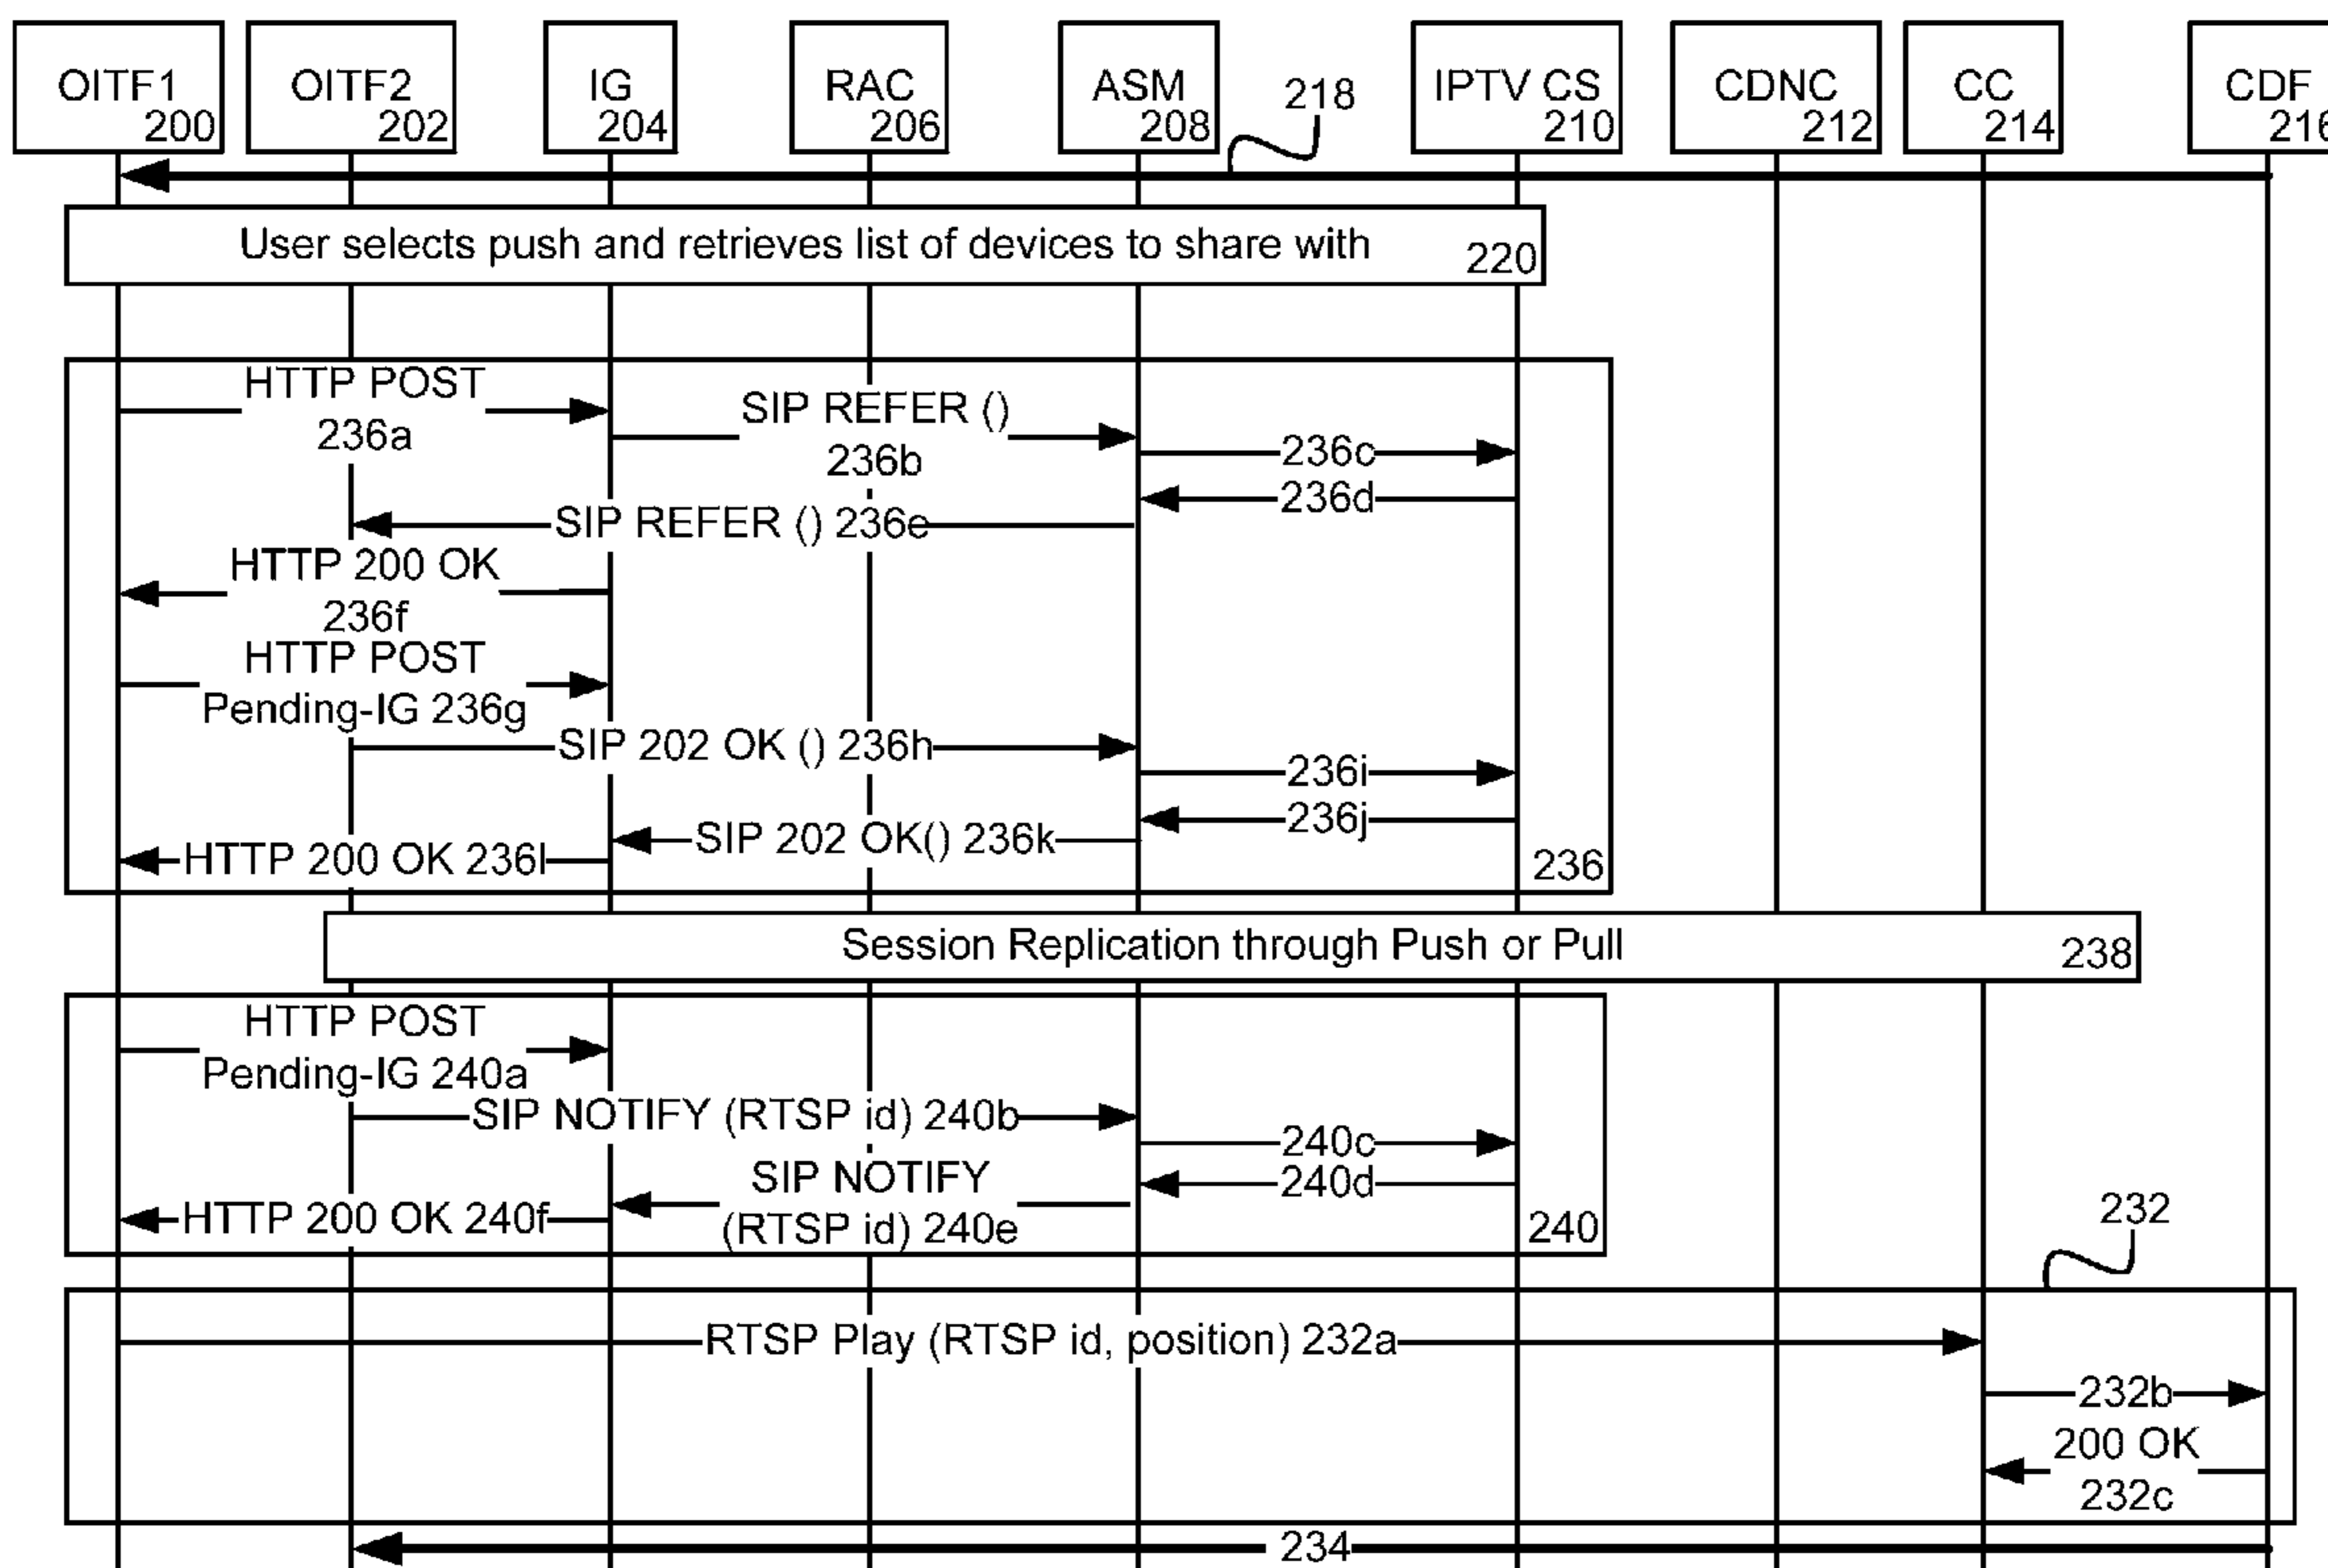 OITF1
200
OITF2
202
IG
204
RAC
206
ASM
208
218
IPTV CS
210
CDNC
212
CC
214
CDF
216
User selects push and retrieves list of devices to share with
220
HTTP POST
236a
SIP REFER ()
236b
236c
236d
SIP REFER () 236e
HTTP 200 OK
236f
HTTP POST
Pending-IG 236g
SIP 202 OK () 236h
236i
236j
SIP 202 OK() 236k
HTTP 200 OK 236l
236
Session Replication through Push or Pull
238
HTTP POST
Pending-IG 240a
SIP NOTIFY (RTSP id) 240b
240c
240d
SIP NOTIFY
(RTSP id) 240e
HTTP 200 OK 240f
240
232
RTSP Play (RTSP id, position) 232a
232b
200 OK
232c
234